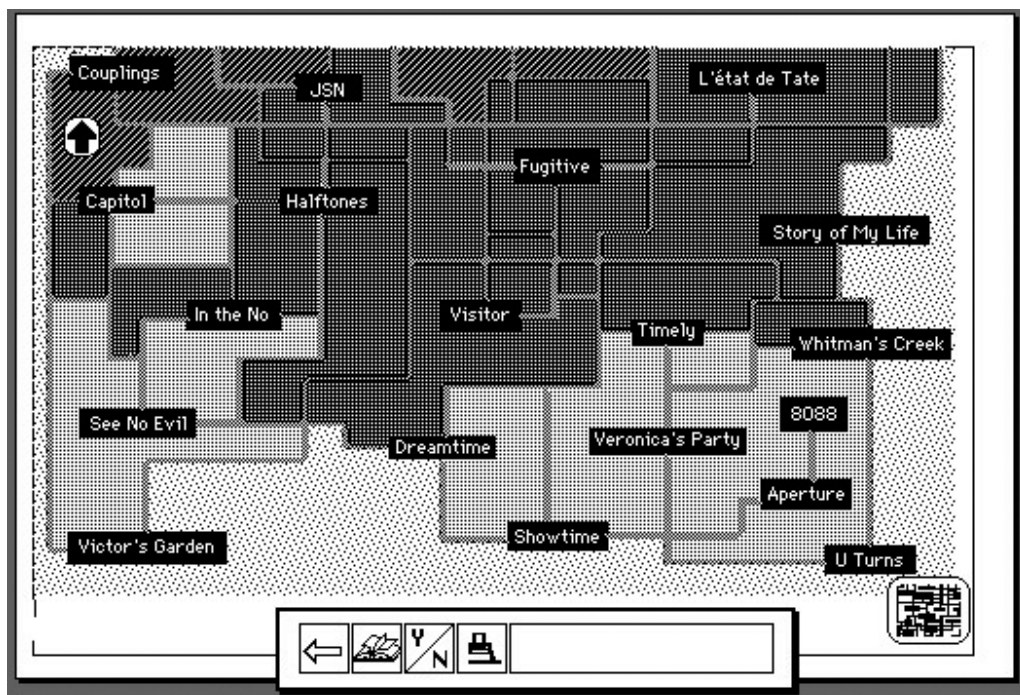 Couplings
L'état de Tate
JSN
Fugitive
Capitol
Halftones
Story of My Life
In the No
Visitor
Timely
Whitman's Creek
8088
See No Evil
Veronica's Party
Dreamtime
Aperture
Showtime
Victor's Garden
U Turns
Y/N